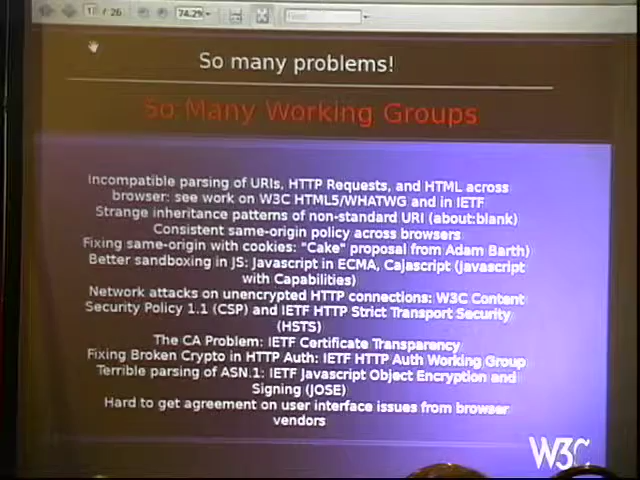 / 26
74.2%
So many problems!
So Many Working Groups
Incompatible parsing of URIs, HTTP Requests, and HTML across
browser: see work on W3C HTML5/WHATWG and in IETF
Strange inheritance patterns of non-standard URI (about:blank)
Consistent same-origin policy across browsers
Fixing same-origin with cookies: "Cake" proposal from Adam Barth)
Better sandboxing in JS: Javascript in ECMA, Cajascript (Javascript
with Capabilities)
Network attacks on unencrypted HTTP connections: W3C Content
Security Policy 1.1 (CSP) and IETF HTTP Strict Transport Security
(HSTS)
The CA Problem: IETF Certificate Transparency
Fixing Broken Crypto in HTTP Auth: IETF HTTP Auth Working Group
Terrible parsing of ASN.1: IETF Javascript Object Encryption and
Signing (JOSE)
Hard to get agreement on user interface issues from browser
vendors
W3C